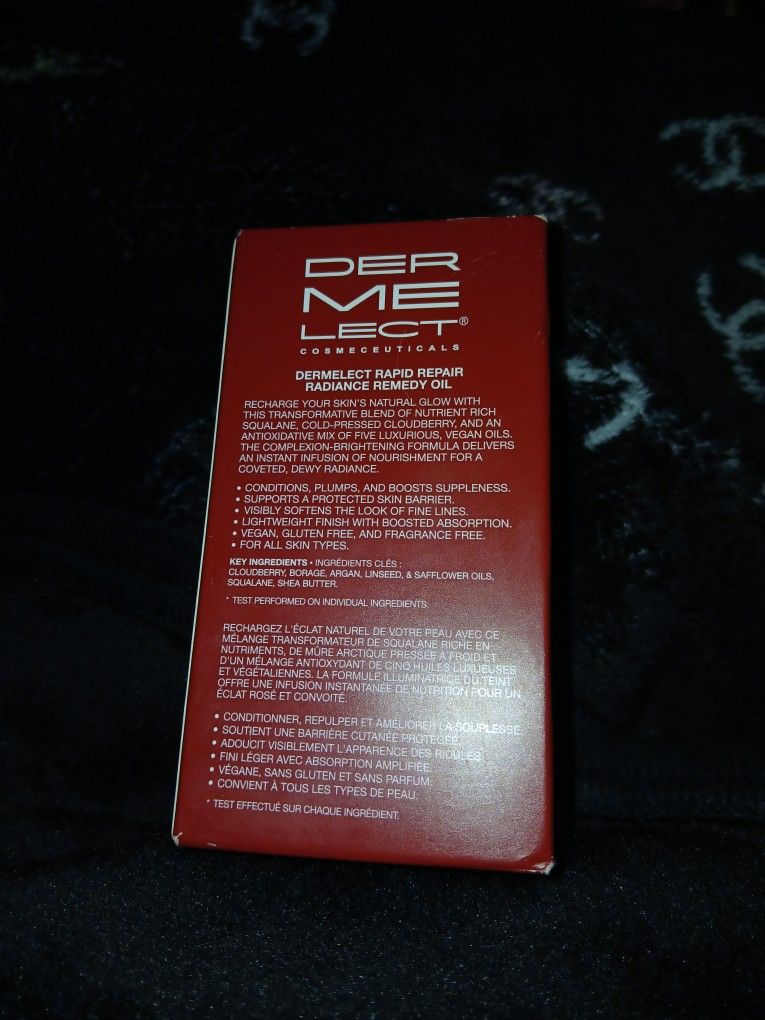 DER
ME
LECT®
COSMECEUTICALS
DERMELECT RAPID REPAIR
RADIANCE REMEDY OIL
RECHARGE YOUR SKIN'S NATURAL GLOW WITH
THIS TRANSFORMATIVE BLEND OF NUTRIENT RICH
SQUALANE, COLD-PRESSED CLOUDBERRY, AND AN
ANTIOXIDATIVE MIX OF FIVE LUXURIOUS, VEGAN OILS.
THE COMPLEXION-BRIGHTENING FORMULA DELIVERS
AN INSTANT INFUSION OF NOURISHMENT FOR A
COVETED, DEWY RADIANCE.
• CONDITIONS, PLUMPS, AND BOOSTS SUPPLENESS.
• SUPPORTS A PROTECTED SKIN BARRIER.
• VISIBLY SOFTENS THE LOOK OF FINE LINES.
• LIGHTWEIGHT FINISH WITH BOOSTED ABSORPTION.
• VEGAN, GLUTEN FREE, AND FRAGRANCE FREE.
• FOR ALL SKIN TYPES.
KEY INGREDIENTS • INGRÉDIENTS CLÉS :
CLOUDBERRY, BORAGE, ARGAN, LINSEED, & SAFFLOWER OILS,
SQUALANE, SHEA BUTTER.
* TEST PERFORMED ON INDIVIDUAL INGREDIENTS.
RECHARGEZ L'ÉCLAT NATUREL DE VOTRE PEAU AVEC CE
MÉLANGE TRANSFORMATEUR DE SQUALANE RICHE EN
NUTRIMENTS, DE MÛRE ARCTIQUE PRESSÉE À FROID ET
D'UN MÉLANGE ANTIOXYDANT DE CINQ HUILES LUXUEUSES
ET VÉGÉTALIENNES. LA FORMULE ILLUMINATRICE DU TEINT
OFFRE UNE INFUSION INSTANTANÉE DE NUTRITION POUR UN
ÉCLAT ROSÉ ET CONVOITÉ.
• CONDITIONNER, REPULPER ET AMÉLIORER LA SOUPLESSE.
• SOUTIENT UNE BARRIÈRE CUTANÉE PROTÉGÉE.
• ADOUCIT VISIBLEMENT L'APPARENCE DES RIDULES.
• FINI LÉGER AVEC ABSORPTION AMPLIFIÉE.
• VÉGANE, SANS GLUTEN ET SANS PARFUM.
• CONVIENT À TOUS LES TYPES DE PEAU.
* TEST EFFECTUÉ SUR CHAQUE INGRÉDIENT.